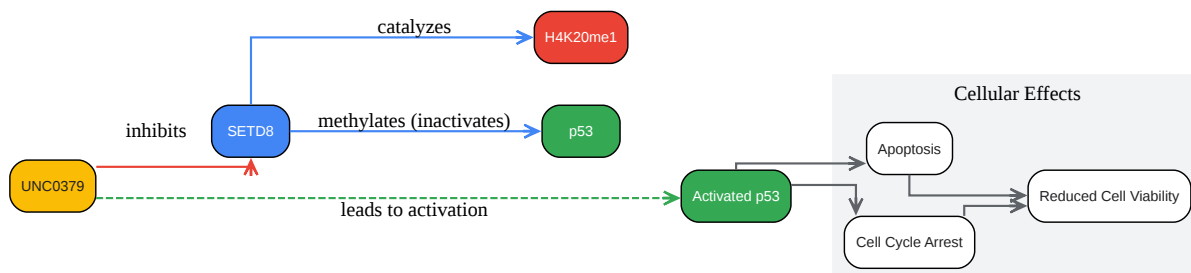 catalyzes
H4K20me1
Cellular Effects
inhibits
SETD8
methylates (inactivates)
p53
Apoptosis
UNC0379
leads to activation
Activated p53
Reduced Cell Viability
Cell Cycle Arrest